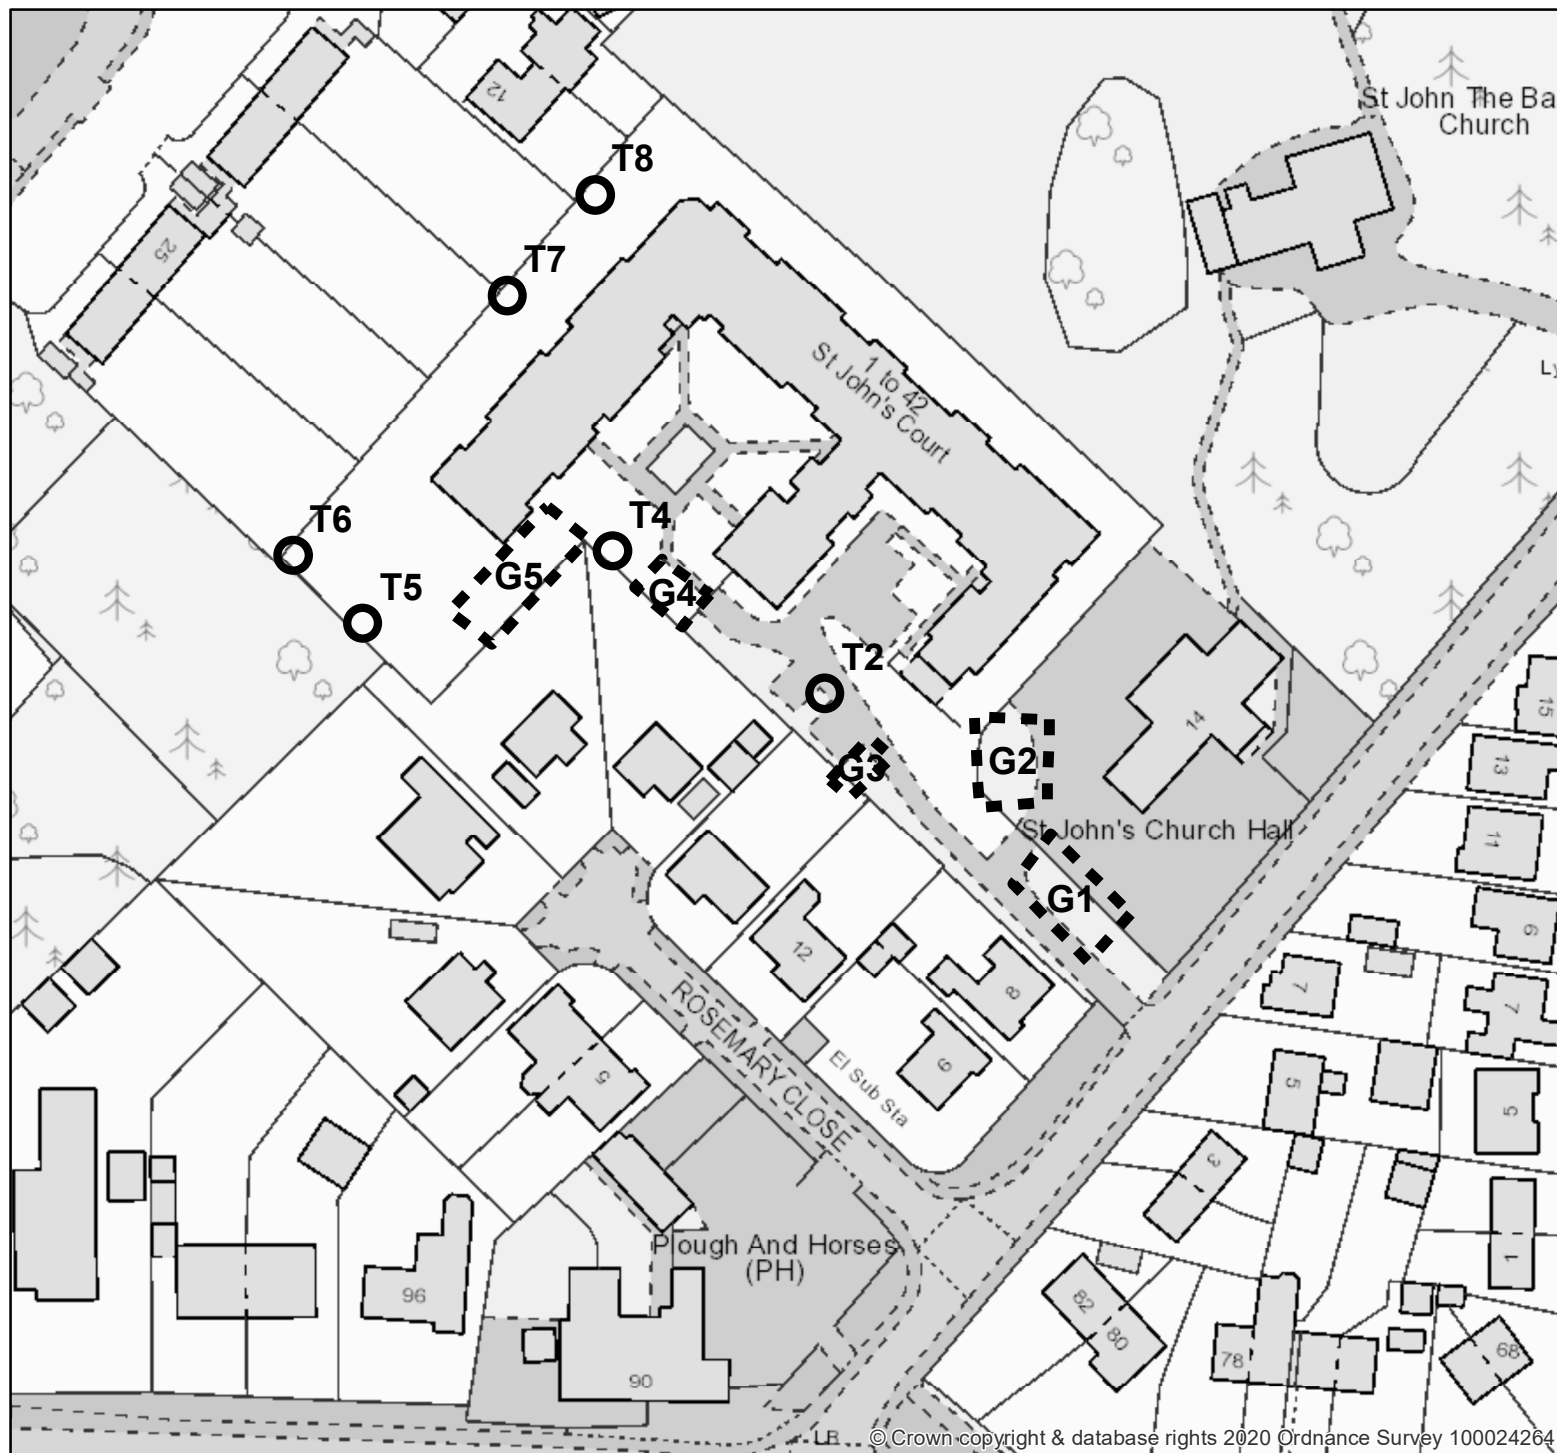 12
St John The Ba
Church
T8
25
T7
1 to 42
St John's Court
Ly
T6
T4
T5
G5
G4
T2
14
15
G2
13
G3
St John's Church Hall
11
G1
9
12
8
7
7
ROSEMARY CLOSE
El Sub Sta
6
5
5
5
3
Plough And Horses
(PH)
1
96
82
80
78
68
90
LB
© Crown copyright & database rights 2020 Ordnance Survey 100024264